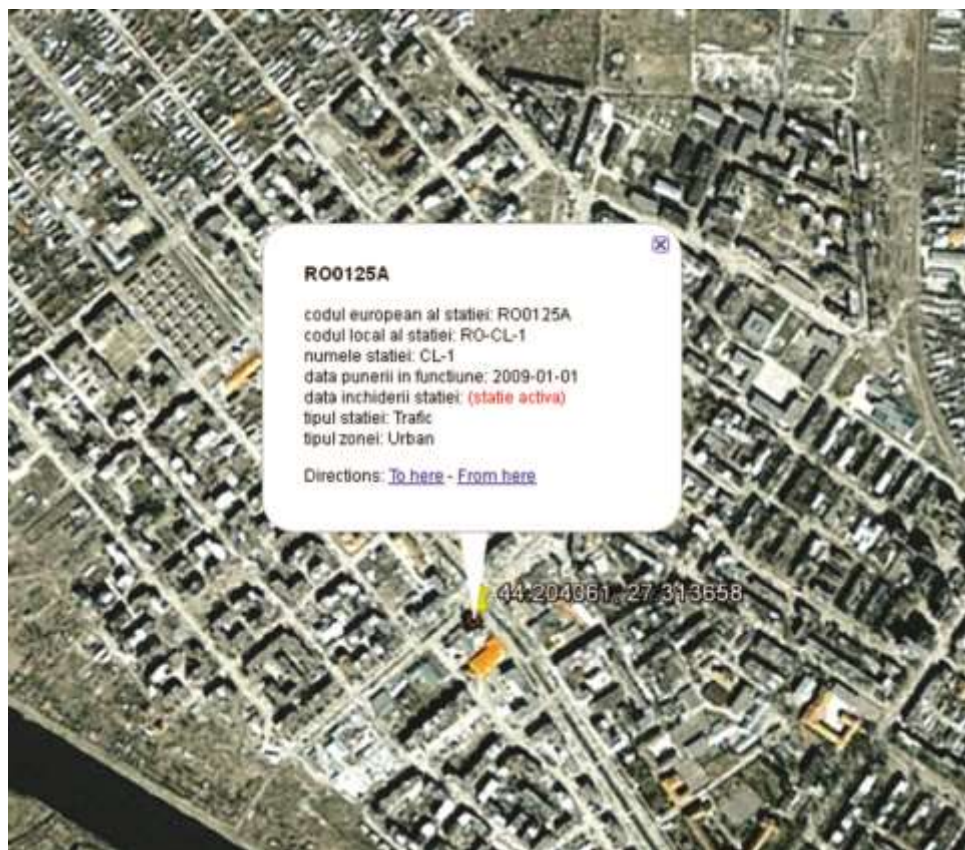 RO0125A
codul european al statiei: RO0125A
codul local al statiei: RO-CL-1
numele statiei: CL-1
data punerii in functiune: 2009-01-01
data inchiderii statiei: (statie activa)
tipul statiei: Trafic
tipul zonei: Urban
Directions: To here - From here
44.204361, 27.313658